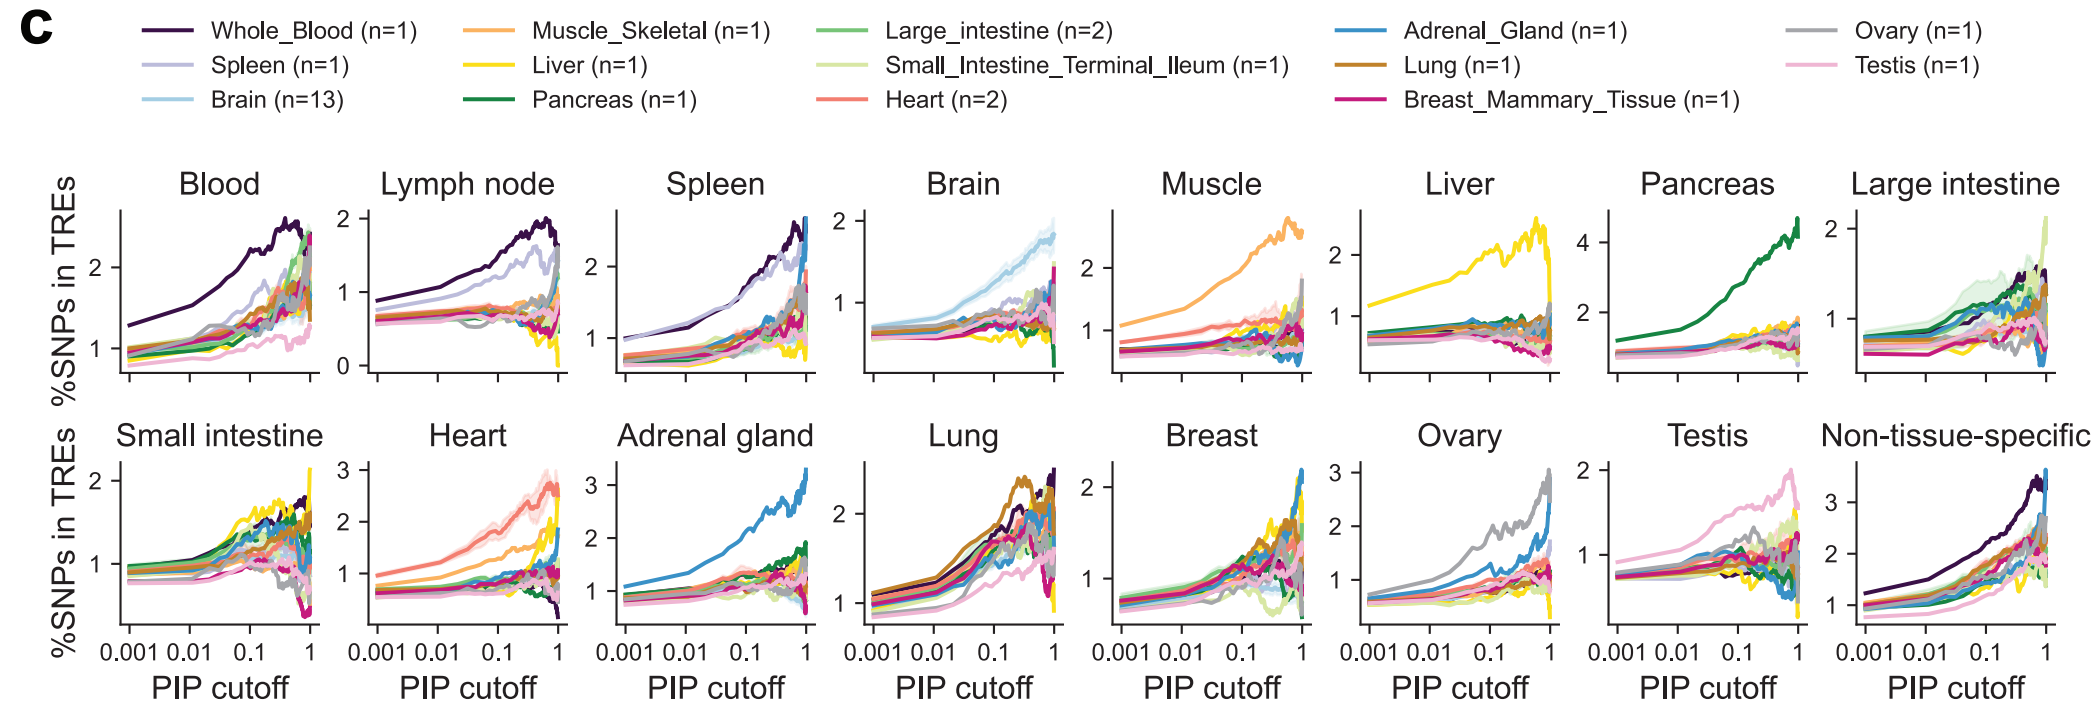 c
Whole_Blood (n=1) Muscle_Skeletal (n=1) Large_intestine (n=2) Adrenal_Gland (n=1) Ovary (n=1)
Spleen (n=1) Liver (n=1) Small_Intestine_Terminal_Ileum (n=1) Lung (n=1) Testis (n=1)
Brain (n=13) Pancreas (n=1) Heart (n=2) Breast_Mammary_Tissue (n=1)
Blood Lymph node Spleen Brain Muscle Liver Pancreas Large intestine
%SNPs in TREs
2 1
2 1 0
2 1
2 1
2 1
2 1
4 2
2 1
Small intestine Heart Adrenal gland Lung Breast Ovary Testis Non-tissue-specific
%SNPs in TREs
2 1
3 2 1
3 2 1
2 1
2 1
3 2 1
2 1
3 2 1
0.001 0.01 0.1 1 0.001 0.01 0.1 1 0.001 0.01 0.1 1 0.001 0.01 0.1 1 0.001 0.01 0.1 1 0.001 0.01 0.1 1 0.001 0.01 0.1 1 0.001 0.01 0.1 1
PIP cutoff PIP cutoff PIP cutoff PIP cutoff PIP cutoff PIP cutoff PIP cutoff PIP cutoff